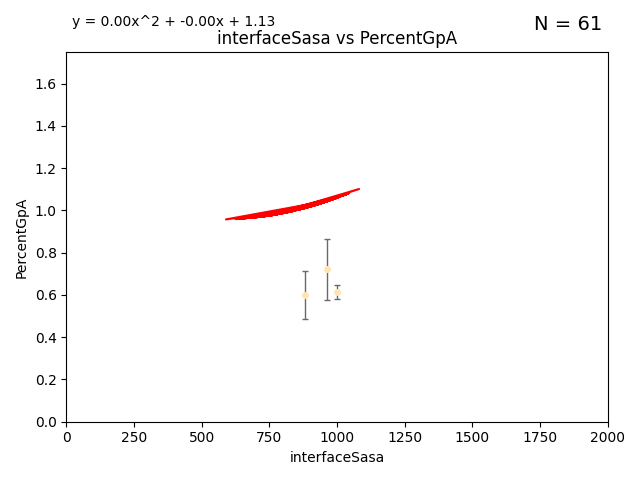 y = 0.00x^2 + -0.00x + 1.13
N = 61
interfaceSasa vs PercentGpA
PercentGpA
1.6
1.4
1.2
1.0
0.8
0.6
0.4
0.2
0.0
0 250 500 750 1000 1250 1500 1750 2000
interfaceSasa